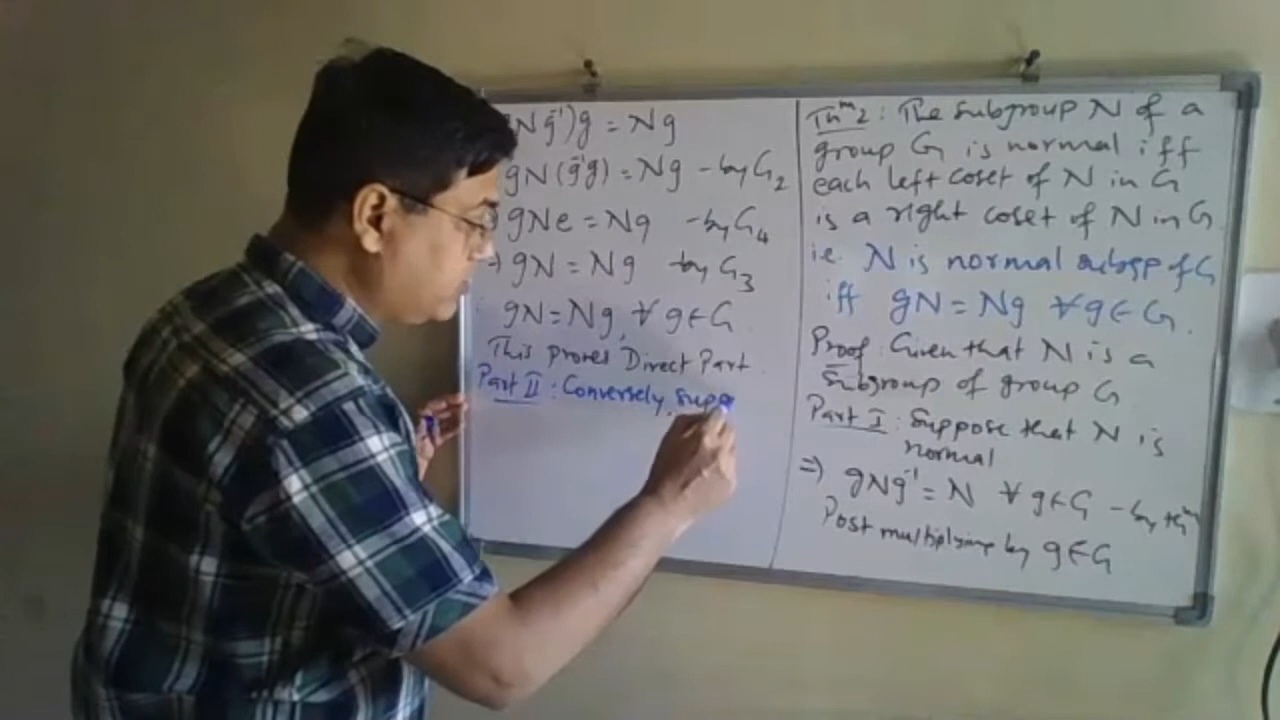 Thᵐ 2 : The subgroup N of a
group G is normal iff
each left coset of N in G
is a right coset of N in G.
i.e. N is normal subgp of G
iff gN = Ng ∀ g ∈ G.
Proof : Given that N is a
Subgroup of group G
Part I : Suppose that N is
normal
⇒ gNg⁻¹ = N ∀ g ∈ G - by thᵐ
Post multiplying by g ∈ G
Ng⁻¹)g = Ng
gN(g⁻¹g) = Ng - by G₂
gNe = Ng - by G₄
⇒ gN = Ng by G₃
gN = Ng, ∀ g ∈ G
This proves Direct Part.
Part II : Conversely, supp